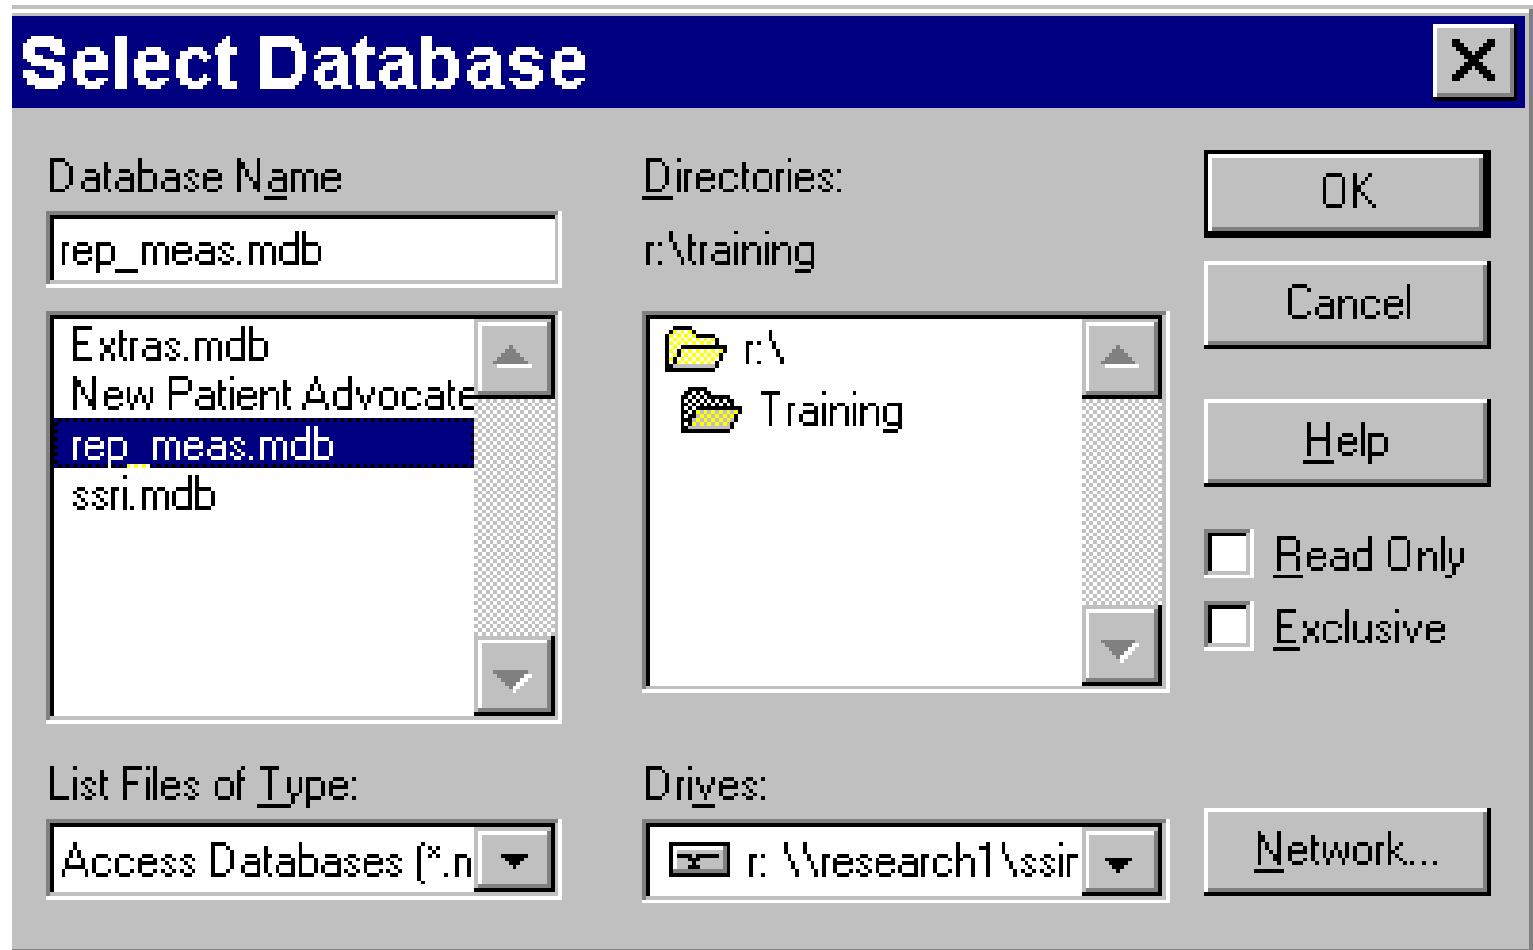 Select Database
Database Name
rep_meas.mdb
Extras.mdb
New Patient Advocate
rep_meas.mdb
ssri.mdb
List Files of Type:
Access Databases (*.
Directories:
r:\training
r:\
Training
Drives:
r: \\research1\
OK
Cancel
Help
Read Only
Exclusive
Network...